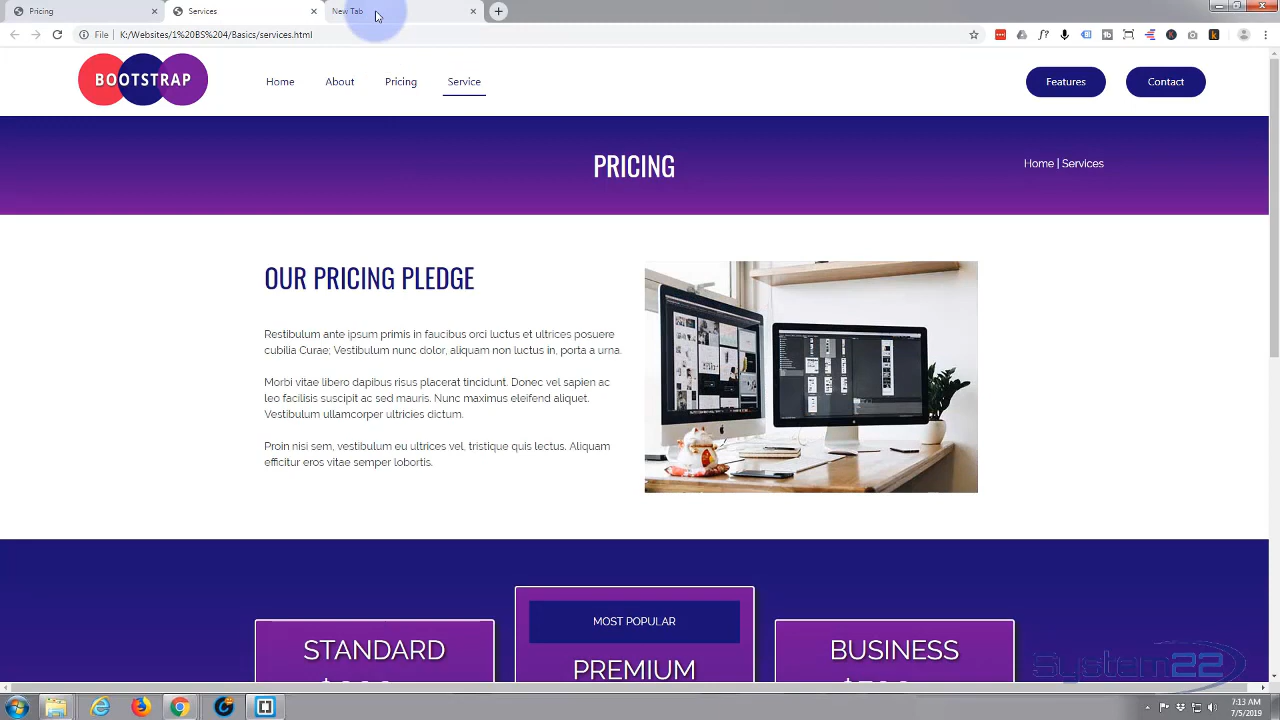 Pricing
Services
New Tab
File | K:/Websites/1%20BS%204/Basics/services.html
BOOTSTRAP
Home
About
Pricing
Service
Features
Contact
PRICING
Home | Services
OUR PRICING PLEDGE
Restibulum ante ipsum primis in faucibus orci luctus et ultrices posuere
cubilia Curae; Vestibulum nunc dolor, aliquam non luctus in, porta a urna.
Morbi vitae libero dapibus risus placerat tincidunt. Donec vel sapien ac
leo facilisis suscipit ac sed mauris. Nunc maximus eleifend aliquet.
Vestibulum ullamcorper ultricies dictum.
Proin nisi sem, vestibulum eu ultrices vel, tristique quis lectus. Aliquam
efficitur eros vitae semper lobortis.
MOST POPULAR
STANDARD
PREMIUM
BUSINESS
System22
7:13 AM
7/5/2019